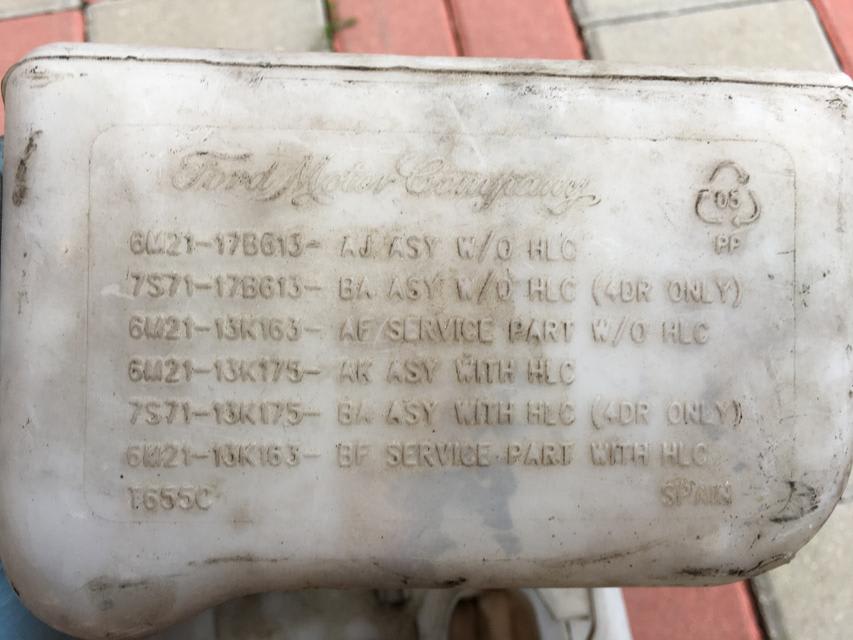 Ford Motor Company
05
PP
6M21-17B613- AJ ASY W/O HLC
7S71-17B613- BA ASY W/O HLC (4DR ONLY)
6M21-13K163- AF SERVICE PART W/O HLC
6M21-13K175- AK ASY WITH HLC
7S71-13K175- BA ASY WITH HLC (4DR ONLY)
6M21-13K163- BF SERVICE PART WITH HLC
T655C
SPAIN